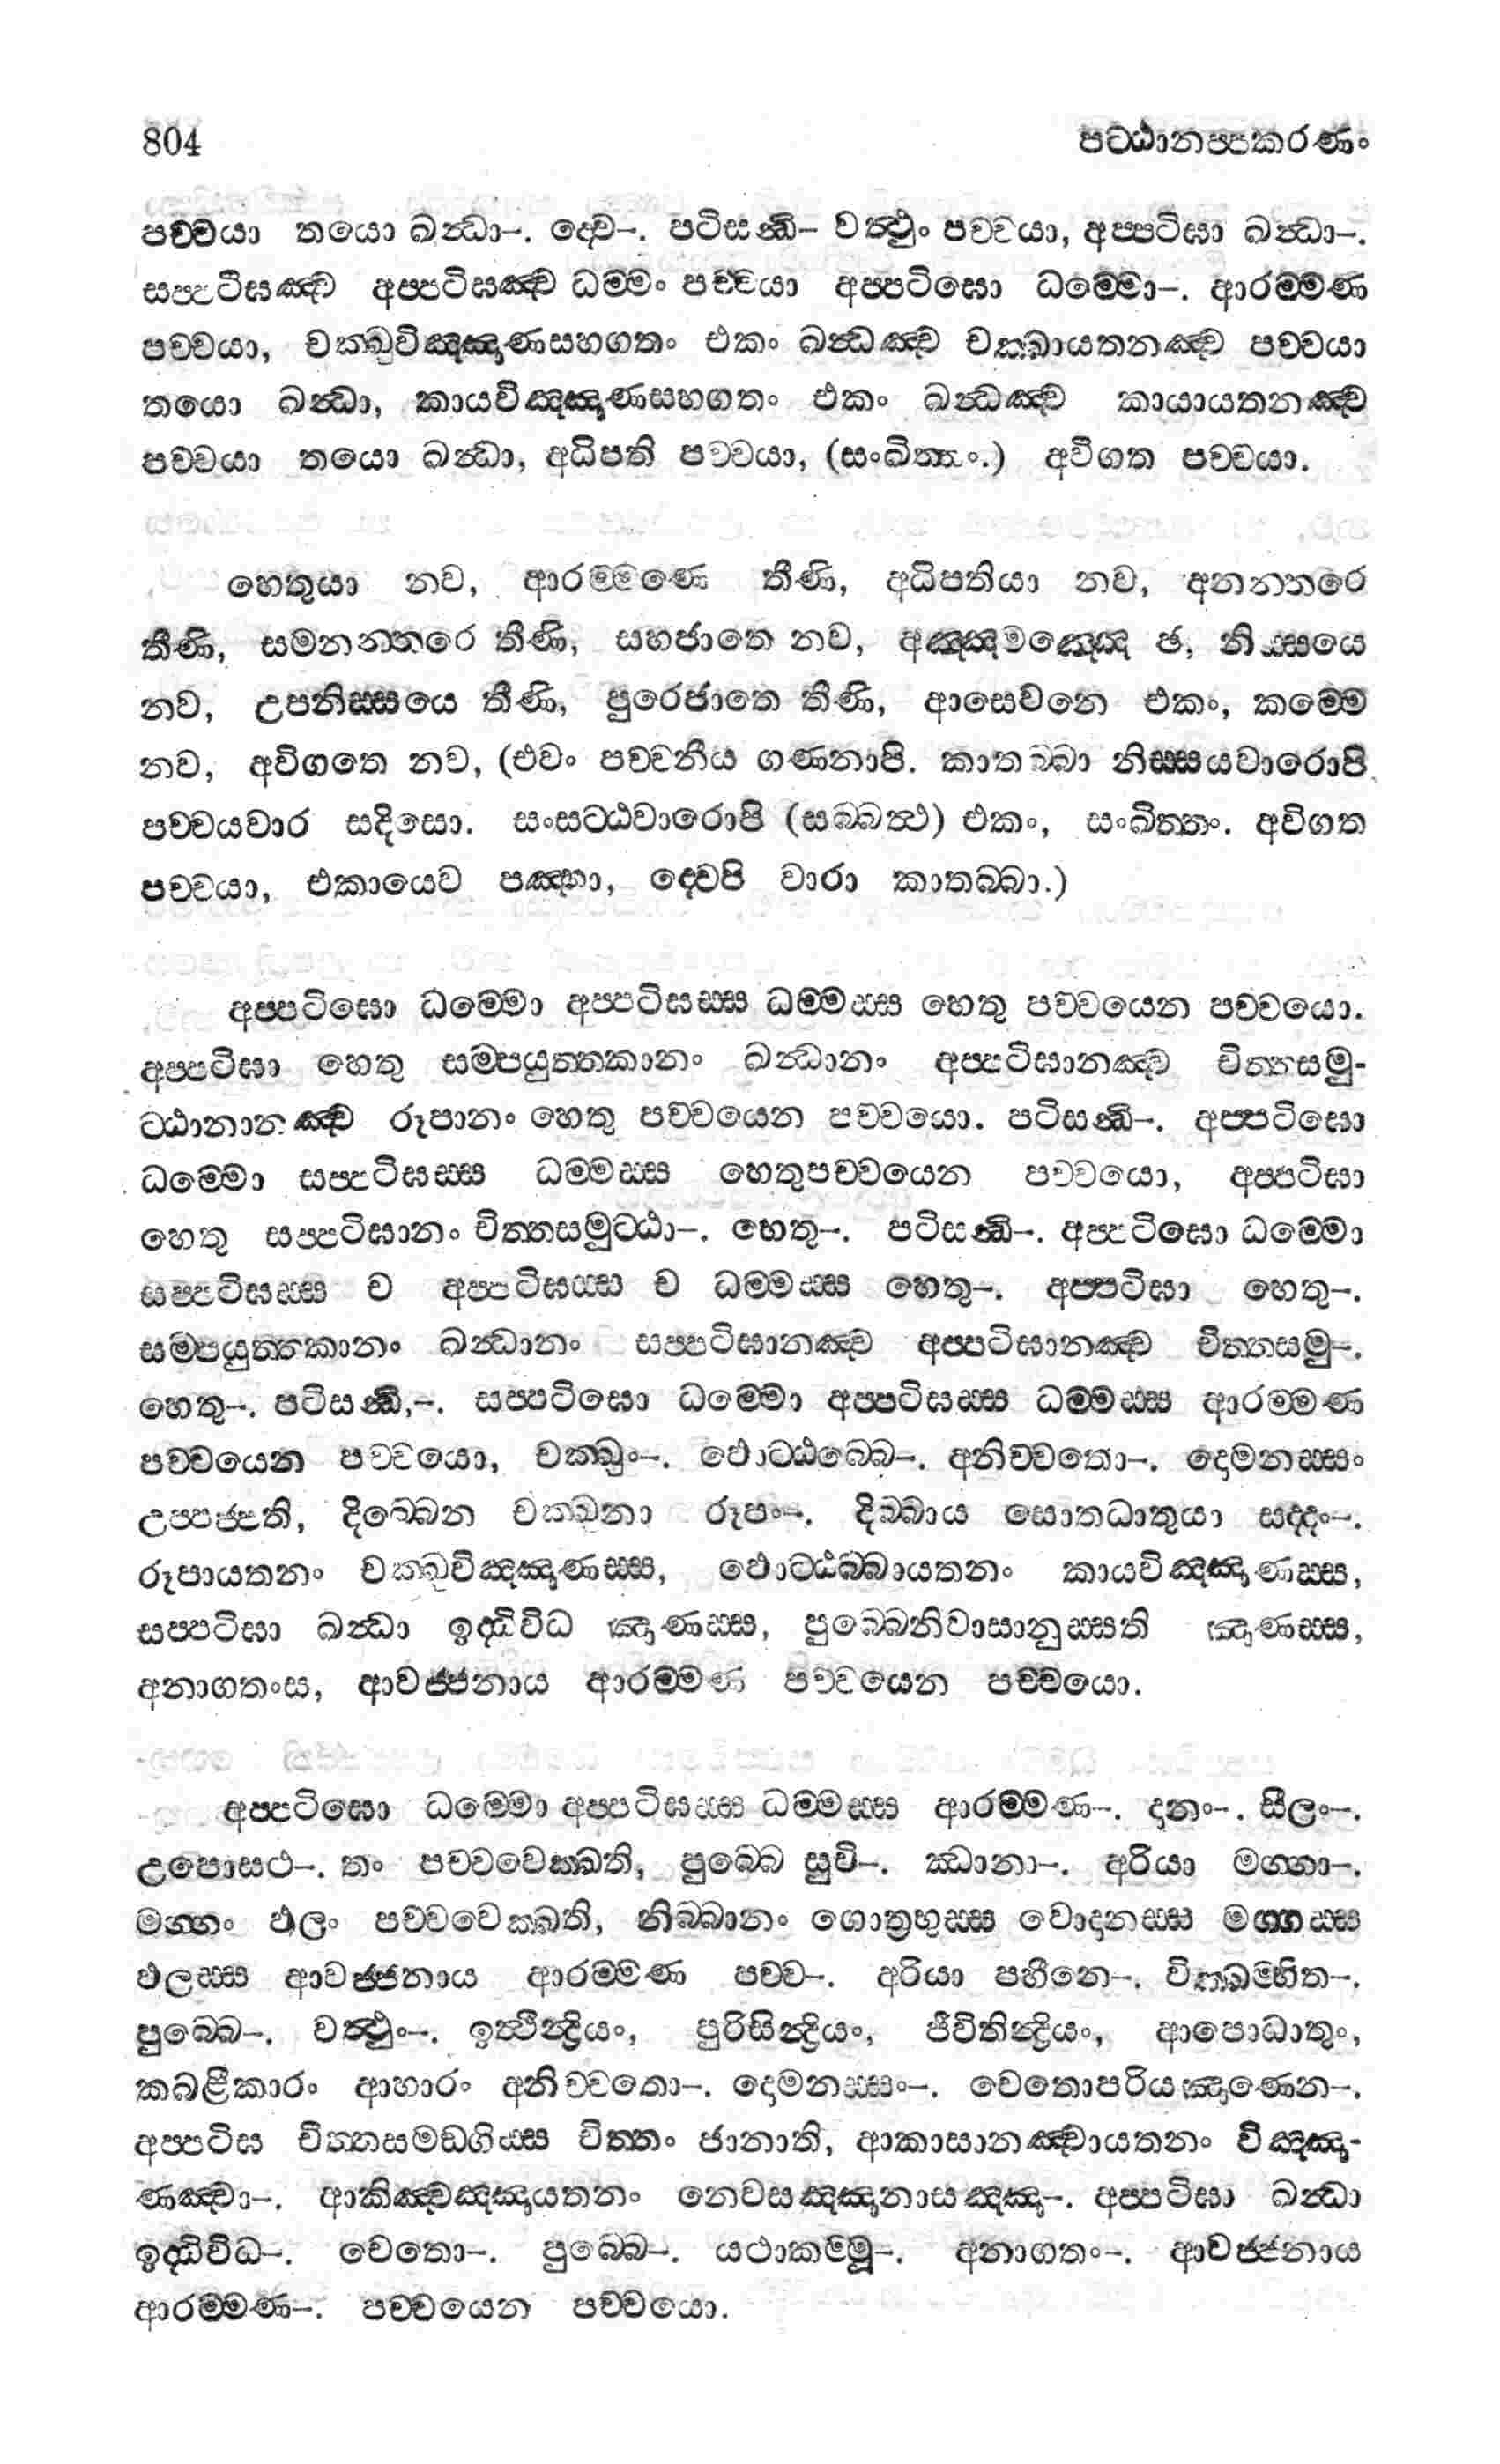 804 පට්ඨානප්පකරණං
පච්චයා තයො ඛන්ධා–. ද්වෙ–. පටිසන්ධි– වත්ථුං පච්චයා, අප්පටිඝා ඛන්ධා–.
සප්පටිඝඤ්ච අප්පටිඝඤ්ච ධම්මං පච්චයා අප්පටිඝො ධම්මො–. ආරම්මණ
පච්චයා, චක්ඛුවිඤ්ඤාණසහගතං එකං ඛන්ධඤ්ච චක්ඛායතනඤ්ච පච්චයා
තයො ඛන්ධා, කායවිඤ්ඤාණසහගතං එකං ඛන්ධඤ්ච කායායතනඤ්ච
පච්චයා තයො ඛන්ධා, අධිපති පච්චයා, (සංඛිත්තං.) අවිගත පච්චයා.
හෙතුයා නව, ආරම්මණෙ තීණි, අධිපතියා නව, අනන්තරෙ
තීණි, සමනන්තරෙ තීණි, සහජාතෙ නව, අඤ්ඤමඤ්ඤෙ ඡ, නිස්සයෙ
නව, උපනිස්සයෙ තීණි, පුරෙජාතෙ තීණි, ආසෙවනෙ එකං, කම්මෙ
නව, අවිගතෙ නව, (එවං පච්චනීය ගණනාපි. කාතබ්බා නිස්සයවාරොපි
පච්චයවාර සදිසො. සංසට්ඨවාරොපි (සබ්බත්ථ) එකං, සංඛිත්තං. අවිගත
පච්චයා, එකායෙව පඤ්හා, ද්වෙපි වාරා කාතබ්බා.)
අප්පටිඝො ධම්මො අප්පටිඝස්ස ධම්මස්ස හෙතු පච්චයෙන පච්චයො.
අප්පටිඝා හෙතු සම්පයුත්තකානං ඛන්ධානං අප්පටිඝානඤ්ච චිත්තසමු-
ට්ඨානානඤ්ච රූපානං හෙතු පච්චයෙන පච්චයො. පටිසන්ධි–. අප්පටිඝො
ධම්මො සප්පටිඝස්ස ධම්මස්ස හෙතුපච්චයෙන පච්චයො, අප්පටිඝා
හෙතු සප්පටිඝානං චිත්තසමුට්ඨා–. හෙතු–. පටිසන්ධි–. අප්පටිඝො ධම්මො
සප්පටිඝස්ස ච අප්පටිඝස්ස ච ධම්මස්ස හෙතු–. අප්පටිඝා හෙතු–.
සම්පයුත්තකානං ඛන්ධානං සප්පටිඝානඤ්ච අප්පටිඝානඤ්ච චිත්තසමු–.
හෙතු–. පටිසන්ධි,–. සප්පටිඝො ධම්මො අප්පටිඝස්ස ධම්මස්ස ආරම්මණ
පච්චයෙන පච්චයො, චක්ඛුං–. ඵොට්ඨබ්බෙ–. අනිච්චතො–. දොමනස්සං
උප්පජ්ජති, දිබ්බෙන චක්ඛුනා රූපං–. දිබ්බාය සොතධාතුයා සද්දං–.
රූපායතනං චක්ඛුවිඤ්ඤාණස්ස, ඵොට්ඨබ්බායතනං කායවිඤ්ඤාණස්ස,
සප්පටිඝා ඛන්ධා ඉද්ධිවිධ ඤාණස්ස, පුබ්බෙනිවාසානුස්සති ඤාණස්ස,
අනාගතංස, ආවජ්ජනාය ආරම්මණ පච්චයෙන පච්චයො.
අප්පටිඝො ධම්මො අප්පටිඝස්ස ධම්මස්ස ආරම්මණ–. දානං–. සීලං–.
උපොසථ–. තං පච්චවෙක්ඛති, පුබ්බෙ සුචි–. ඣානා–. අරියා මග්ගා–.
මග්ගං ඵලං පච්චවෙක්ඛති, නිබ්බානං ගොත්‍රභුස්ස වොදානස්ස මග්ගස්ස
ඵලස්ස ආවජ්ජනාය ආරම්මණ පච්ච–. අරියා පහීනෙ–. වික්ඛම්භිත–.
පුබ්බෙ–. වත්ථුං–. ඉත්ථින්ද්‍රියං, පුරිසින්ද්‍රියං, ජීවිතින්ද්‍රියං, ආපොධාතුං,
කබළීකාරං ආහාරං අනිච්චතො–. දොමනස්සං–. චෙතොපරියඤාණෙන–.
අප්පටිඝ චිත්තසමඞ්ගිස්ස චිත්තං ජානාති, ආකාසානඤ්චායතනං විඤ්ඤා-
ණඤ්චා–. ආකිඤ්චඤ්ඤායතනං නෙවසඤ්ඤානාසඤ්ඤා–. අප්පටිඝා ඛන්ධා
ඉද්ධිවිධ–. චෙතො–. පුබ්බෙ–. යථාකම්මූ–. අනාගතං–. ආවජ්ජනාය
ආරම්මණ–. පච්චයෙන පච්චයො.